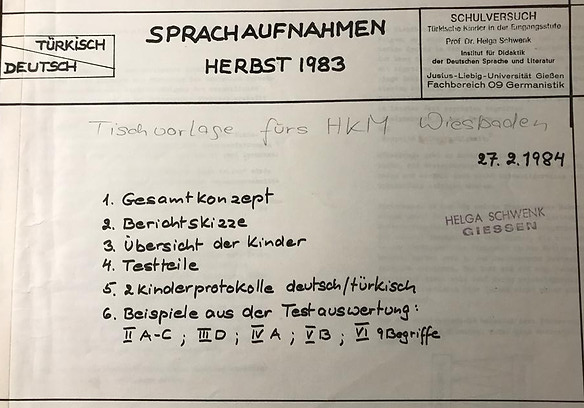 TÜRKISCH
DEUTSCH
SPRACHAUFNAHMEN
HERBST 1983
SCHULVERSUCH
Türkische Kinder in der Eingangsstufe
Prof. Dr. Helga Schwenk
Institut für Didaktik
der Deutschen Sprache und Literatur
Justus-Liebig-Universität Gießen
Fachbereich 09 Germanistik
Tischvorlage fürs HKM Wiesbaden
27.2.1984
1. Gesamtkonzept
2. Berichtskizze
3. Übersicht der Kinder
4. Testteile
5. 2 Kinderprotokolle deutsch/türkisch
6. Beispiele aus der Testauswertung:
II A-C ; III D ; IV A ; V B ; VI 9 Begriffe
HELGA SCHWENK
GIESSEN